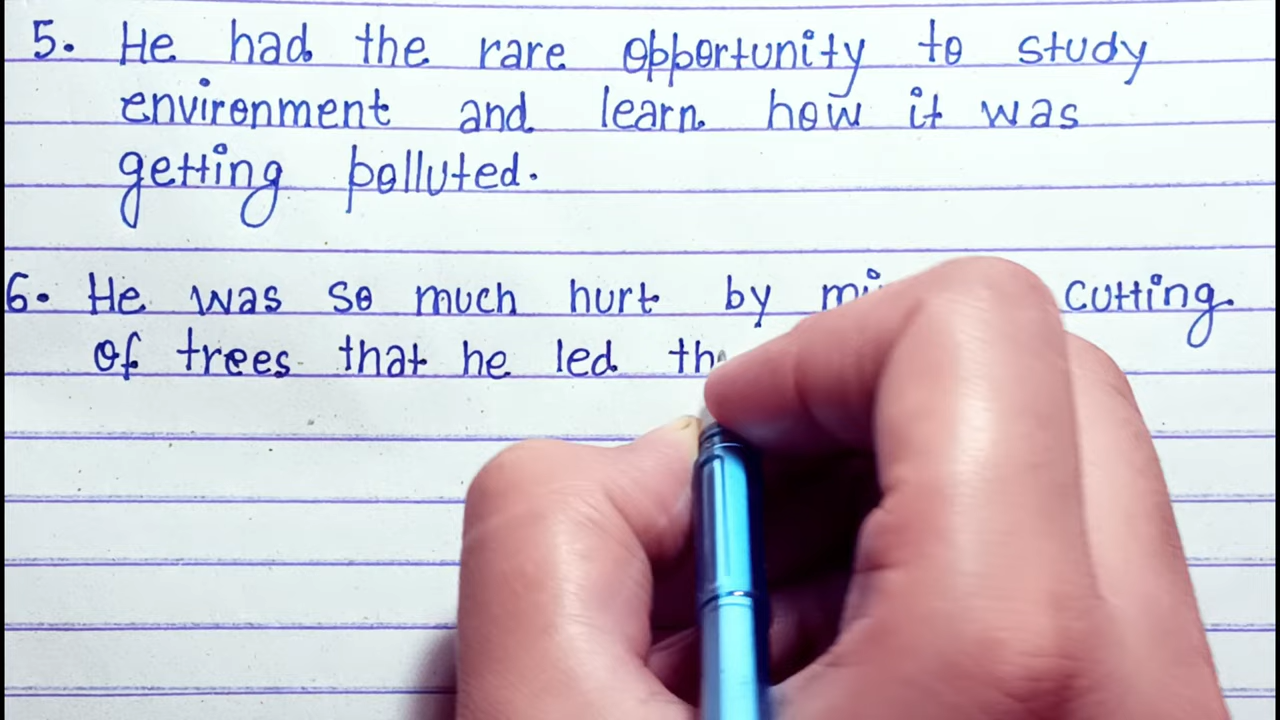 5. He had the rare opportunity to study
environment and learn how it was
getting polluted.
6. He was so much hurt by cutting
of trees that he led